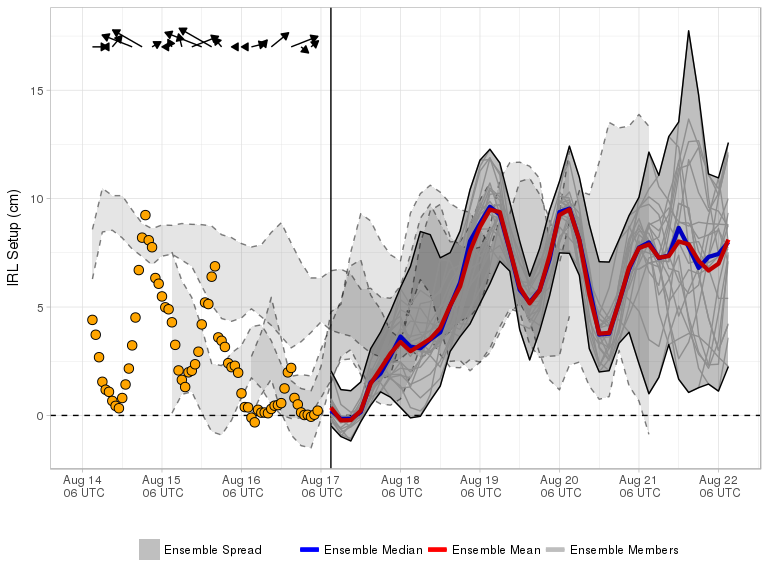 IRL Setup (cm)
15
10
5
0
Aug 14 Aug 15 Aug 16 Aug 17 Aug 18 Aug 19 Aug 20 Aug 21 Aug 22
06 UTC 06 UTC 06 UTC 06 UTC 06 UTC 06 UTC 06 UTC 06 UTC 06 UTC
Ensemble Spread Ensemble Median Ensemble Mean Ensemble Members